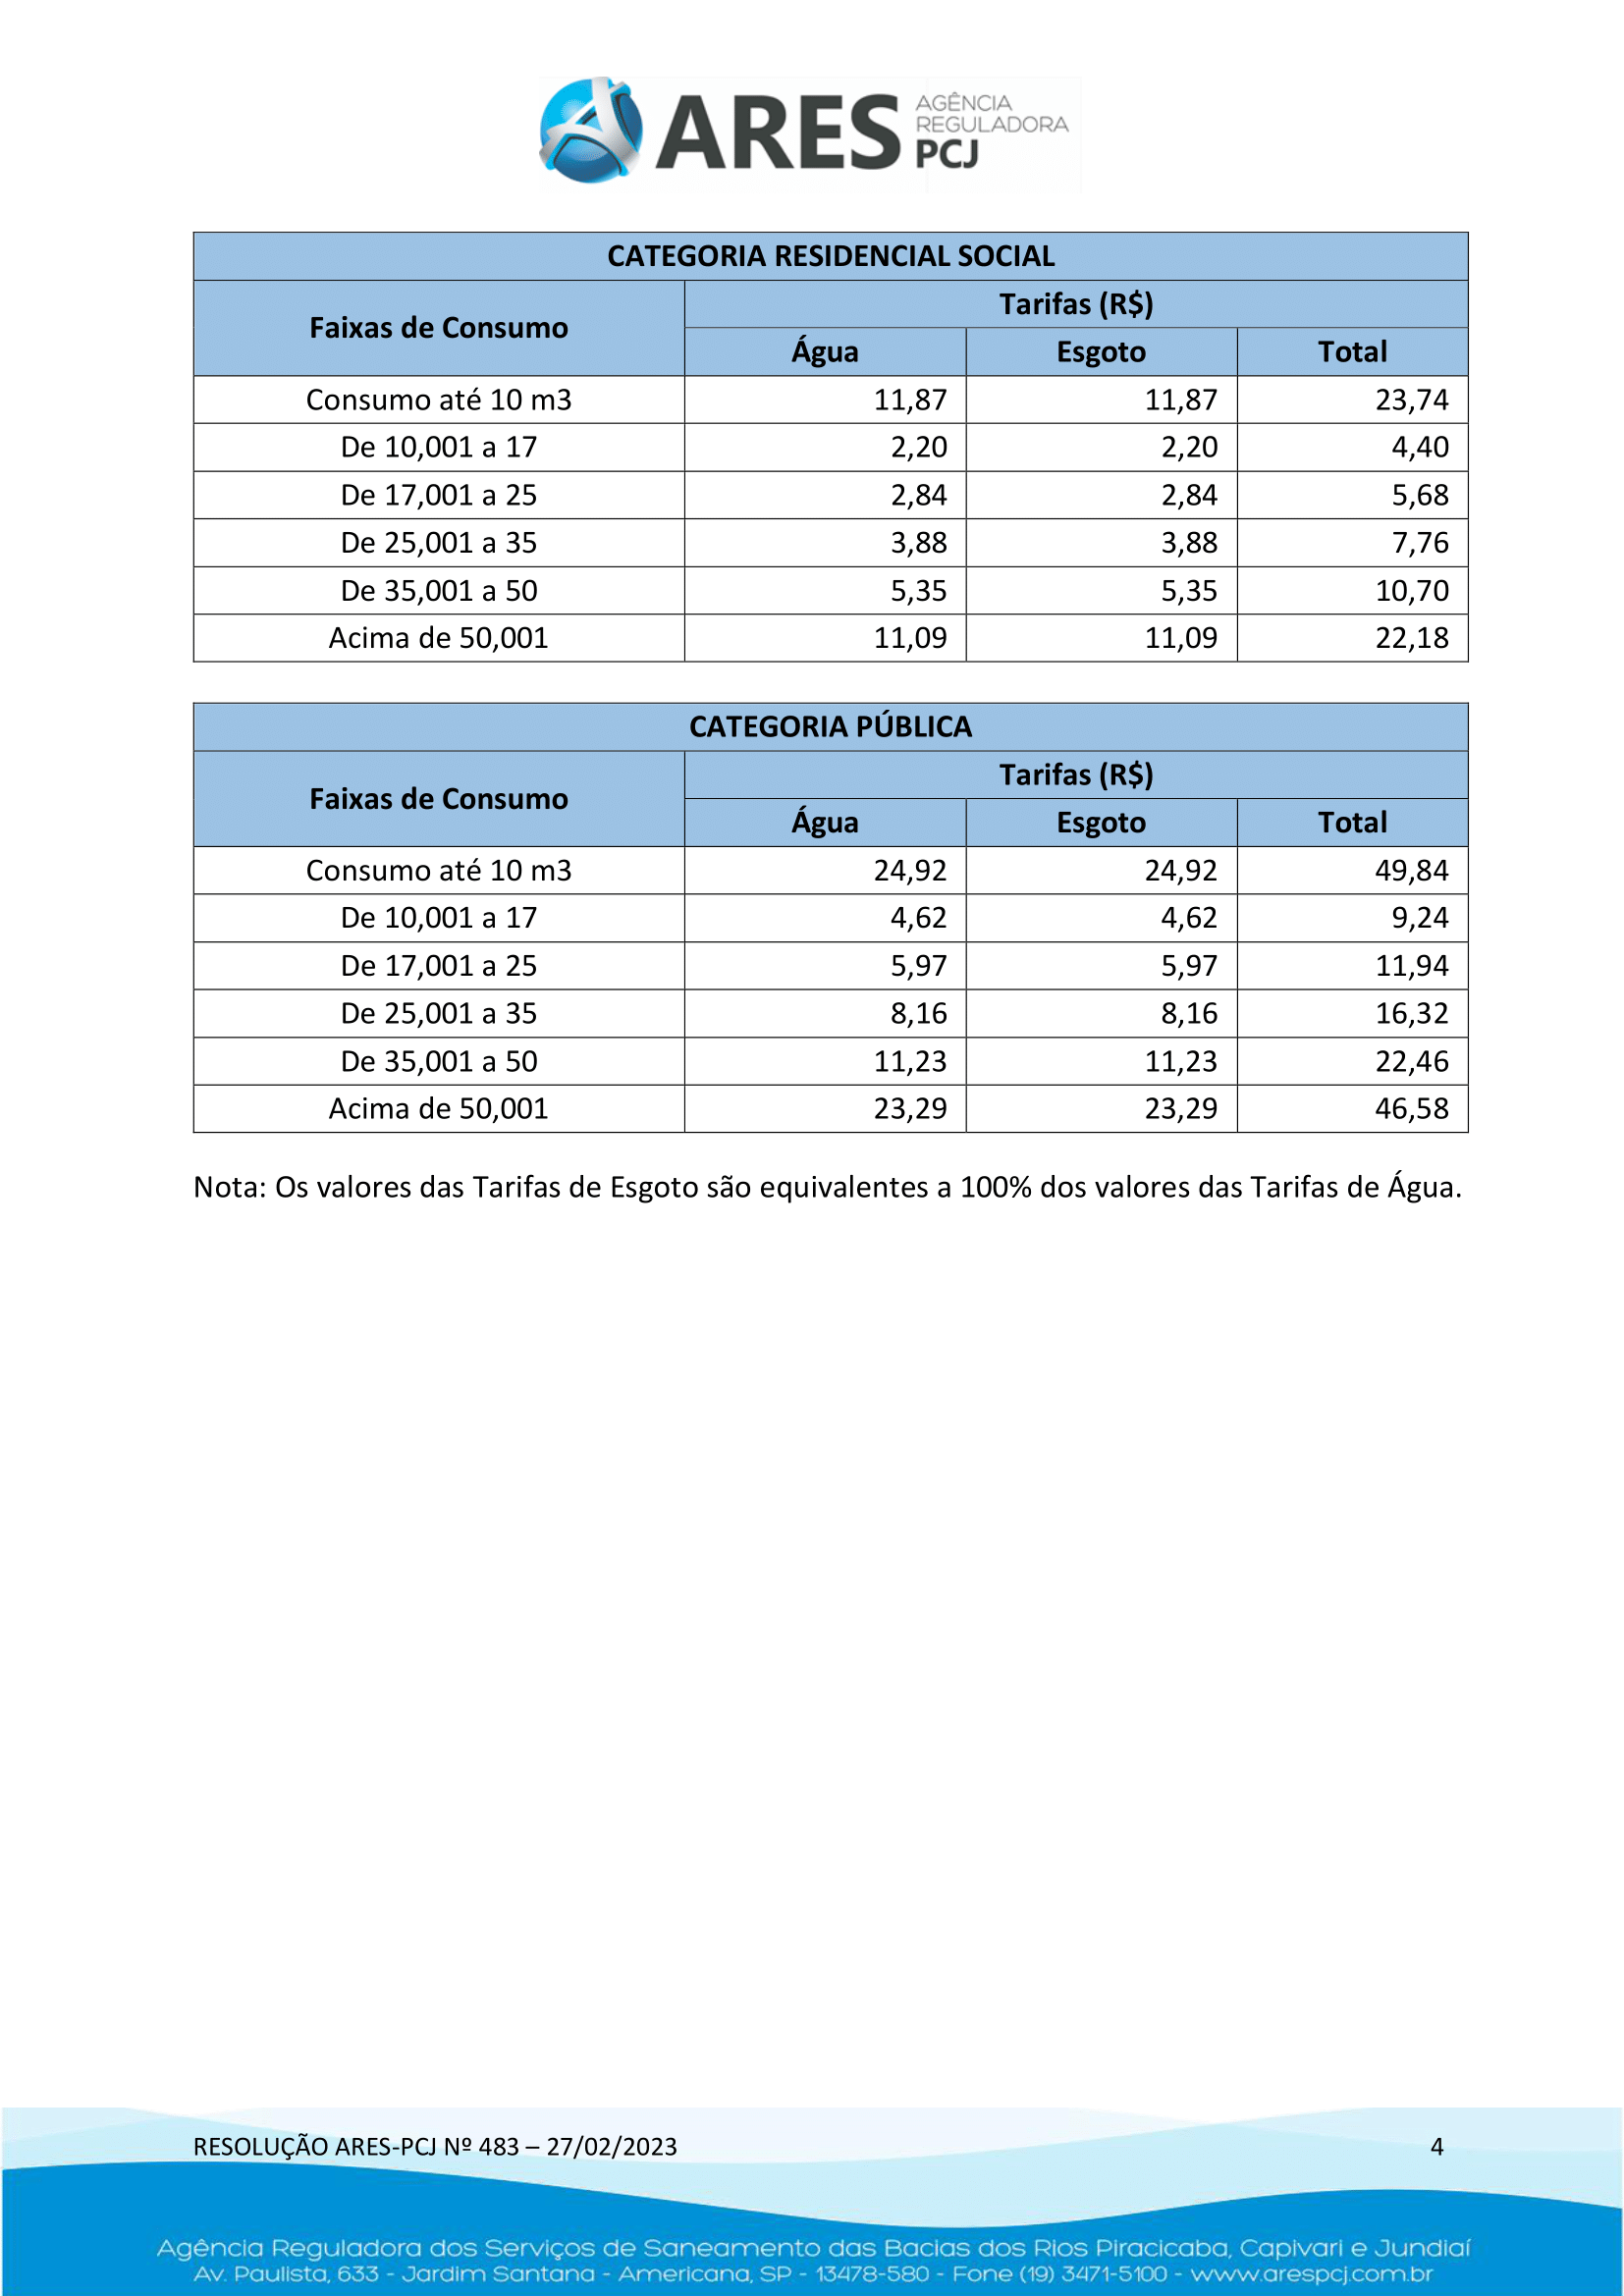 ARES AGÊNCIA REGULADORA PCJ
CATEGORIA RESIDENCIAL SOCIAL
Faixas de Consumo Tarifas (R$)
Água Esgoto Total
Consumo até 10 m3 11,87 11,87 23,74
De 10,001 a 17 2,20 2,20 4,40
De 17,001 a 25 2,84 2,84 5,68
De 25,001 a 35 3,88 3,88 7,76
De 35,001 a 50 5,35 5,35 10,70
Acima de 50,001 11,09 11,09 22,18
CATEGORIA PÚBLICA
Faixas de Consumo Tarifas (R$)
Água Esgoto Total
Consumo até 10 m3 24,92 24,92 49,84
De 10,001 a 17 4,62 4,62 9,24
De 17,001 a 25 5,97 5,97 11,94
De 25,001 a 35 8,16 8,16 16,32
De 35,001 a 50 11,23 11,23 22,46
Acima de 50,001 23,29 23,29 46,58
Nota: Os valores das Tarifas de Esgoto são equivalentes a 100% dos valores das Tarifas de Água.
RESOLUÇÃO ARES-PCJ Nº 483 – 27/02/2023 4
Agência Reguladora dos Serviços de Saneamento das Bacias dos Rios Piracicaba, Capivari e Jundiaí
Av. Paulista, 633 - Jardim Santana - Americana, SP - 13478-580 - Fone (19) 3471-5100 - www.arespcj.com.br